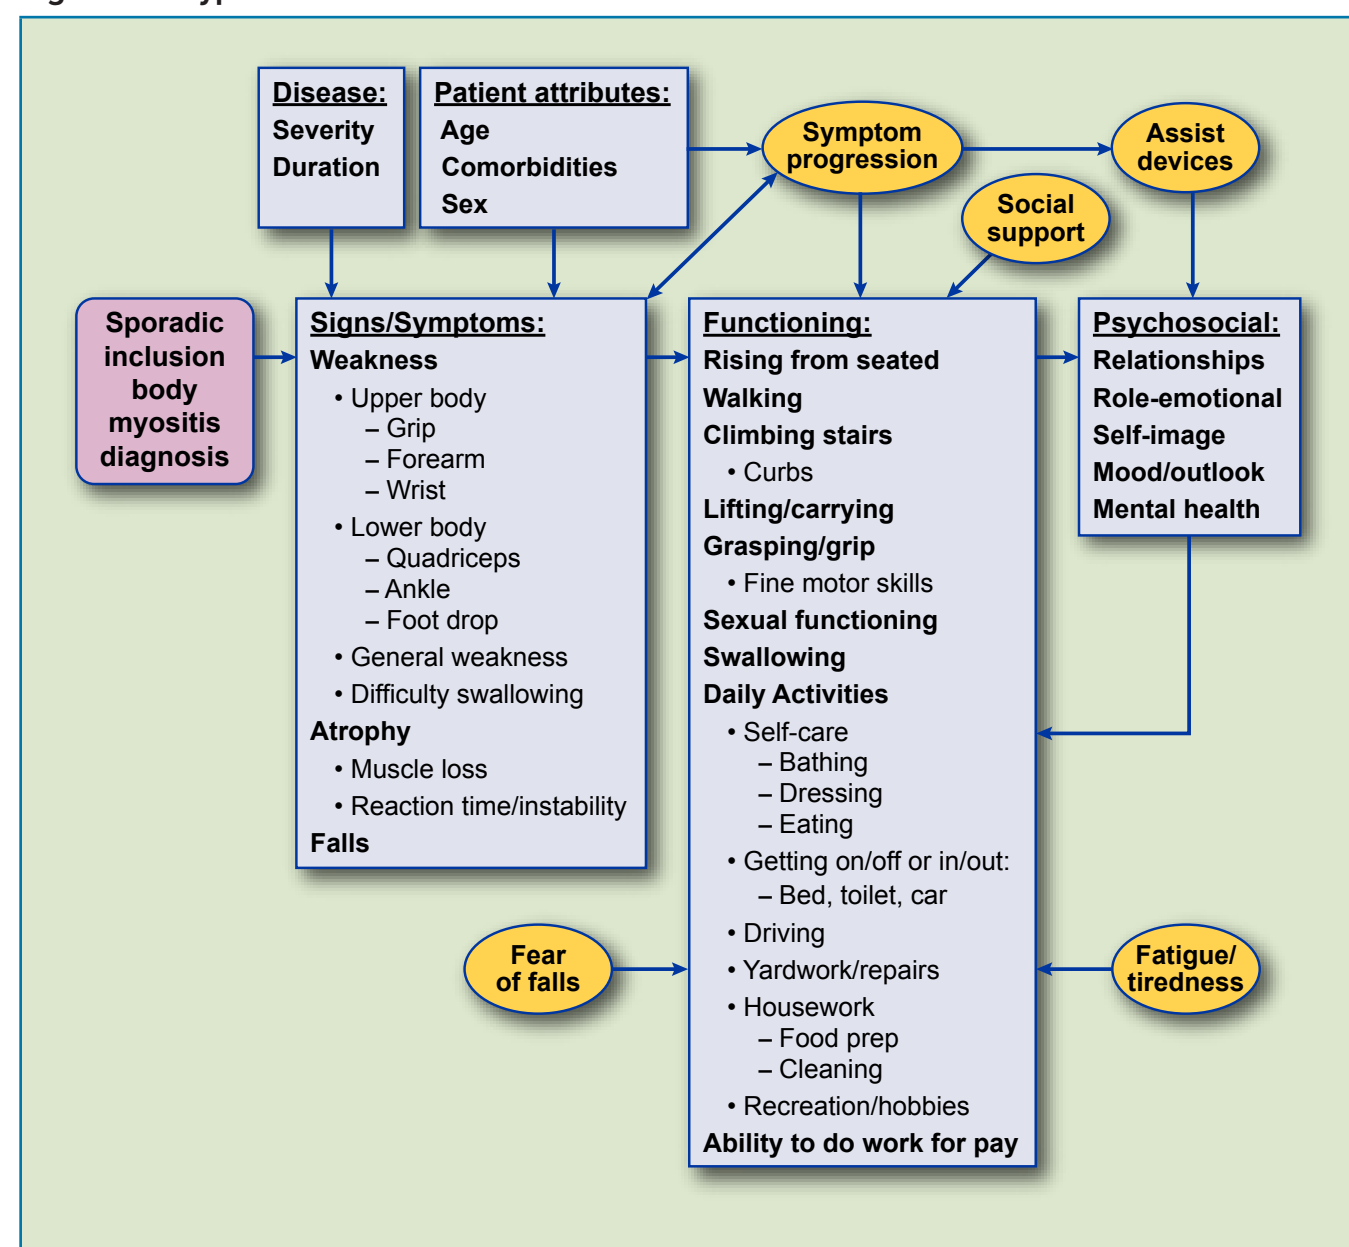 Disease:
Severity
Duration
Patient attributes:
Age
Comorbidities
Sex
Symptom
progression
Assist
devices
Social
support
Sporadic
inclusion
body
myositis
diagnosis
Signs/Symptoms:
Weakness
• Upper body
– Grip
– Forearm
– Wrist
• Lower body
– Quadriceps
– Ankle
– Foot drop
• General weakness
• Difficulty swallowing
Atrophy
• Muscle loss
• Reaction time/instability
Falls
Functioning:
Rising from seated
Walking
Climbing stairs
• Curbs
Lifting/carrying
Grasping/grip
• Fine motor skills
Sexual functioning
Swallowing
Daily Activities
• Self-care
– Bathing
– Dressing
– Eating
• Getting on/off or in/out:
– Bed, toilet, car
• Driving
• Yardwork/repairs
• Housework
– Food prep
– Cleaning
• Recreation/hobbies
Ability to do work for pay
Psychosocial:
Relationships
Role-emotional
Self-image
Mood/outlook
Mental health
Fear
of falls
Fatigue/
tiredness